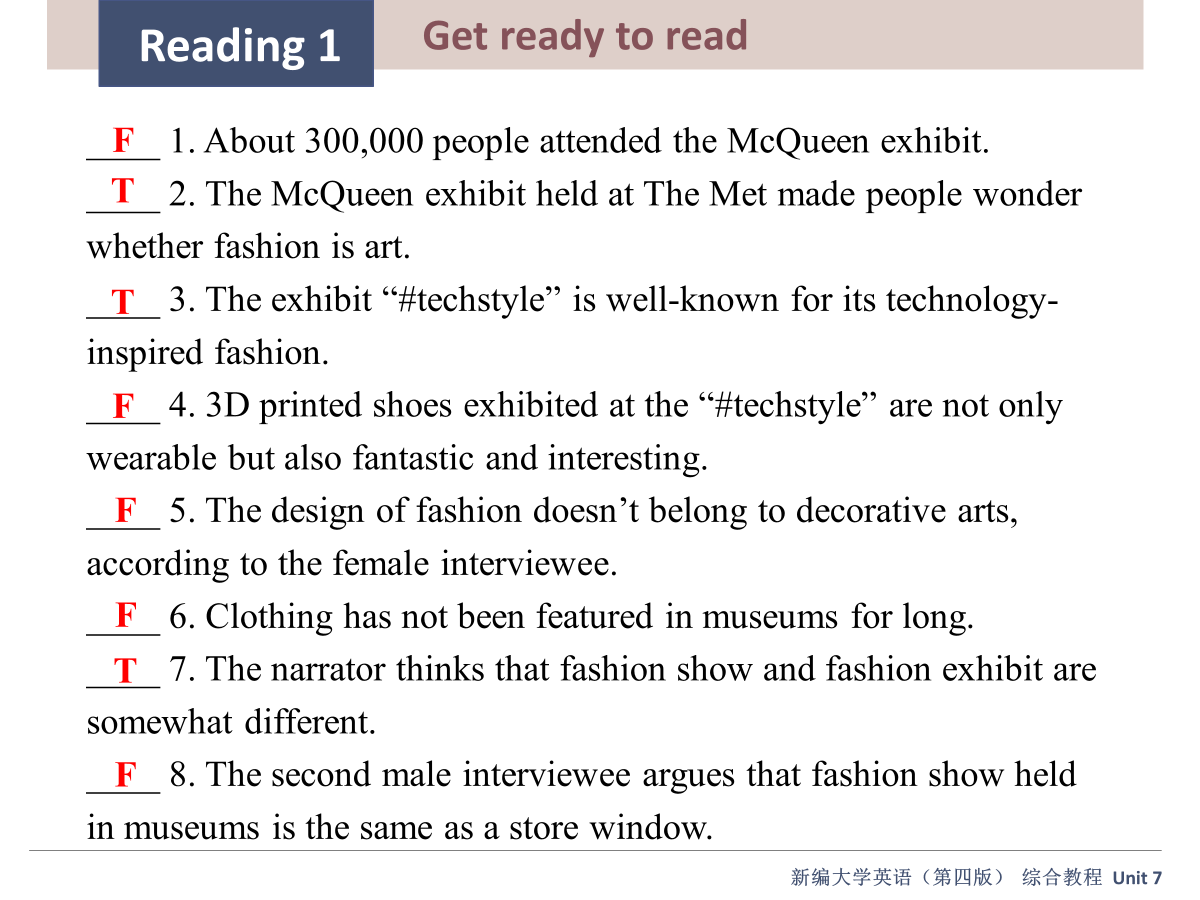 Reading 1
Get ready to read
F 1. About 300,000 people attended the McQueen exhibit.
T 2. The McQueen exhibit held at The Met made people wonder
whether fashion is art.
T 3. The exhibit “#techstyle” is well-known for its technology-
inspired fashion.
F 4. 3D printed shoes exhibited at the “#techstyle” are not only
wearable but also fantastic and interesting.
F 5. The design of fashion doesn’t belong to decorative arts,
according to the female interviewee.
F 6. Clothing has not been featured in museums for long.
T 7. The narrator thinks that fashion show and fashion exhibit are
somewhat different.
F 8. The second male interviewee argues that fashion show held
in museums is the same as a store window.
新编大学英语（第四版） 综合教程 Unit 7